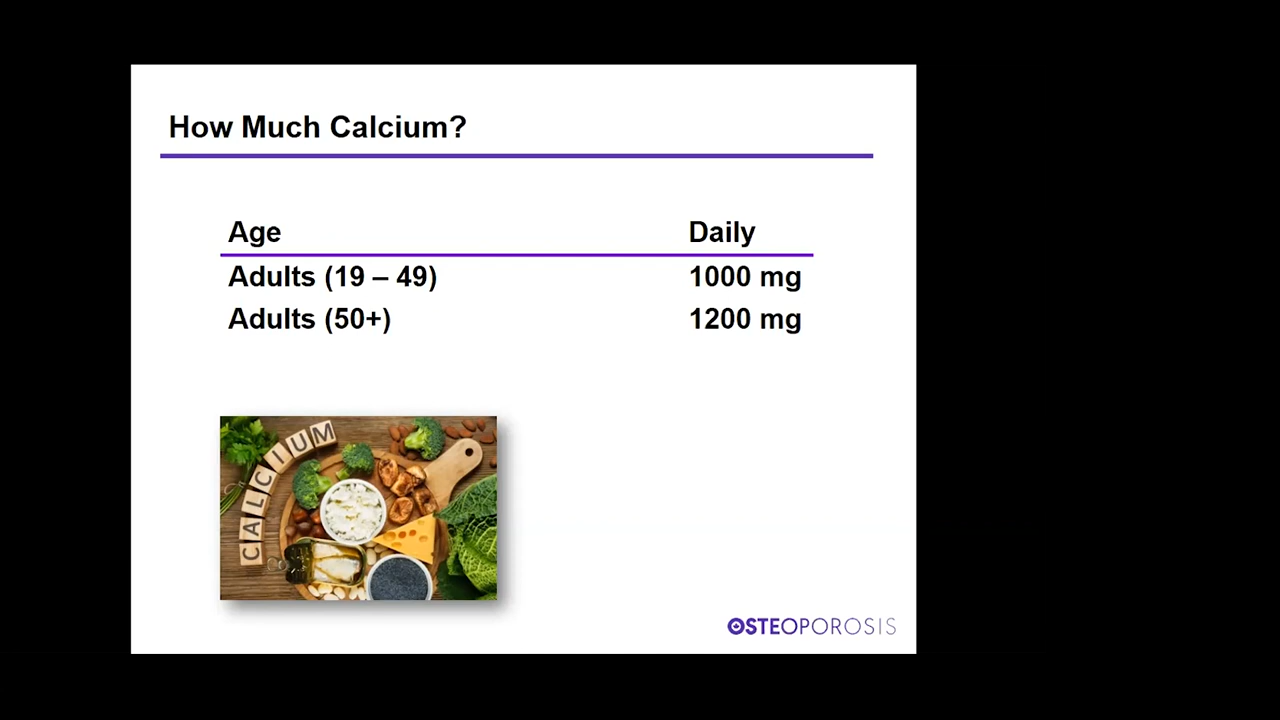 How Much Calcium?
Age Daily
Adults (19 – 49) 1000 mg
Adults (50+) 1200 mg
CALCIUM
OSTEOPOROSIS